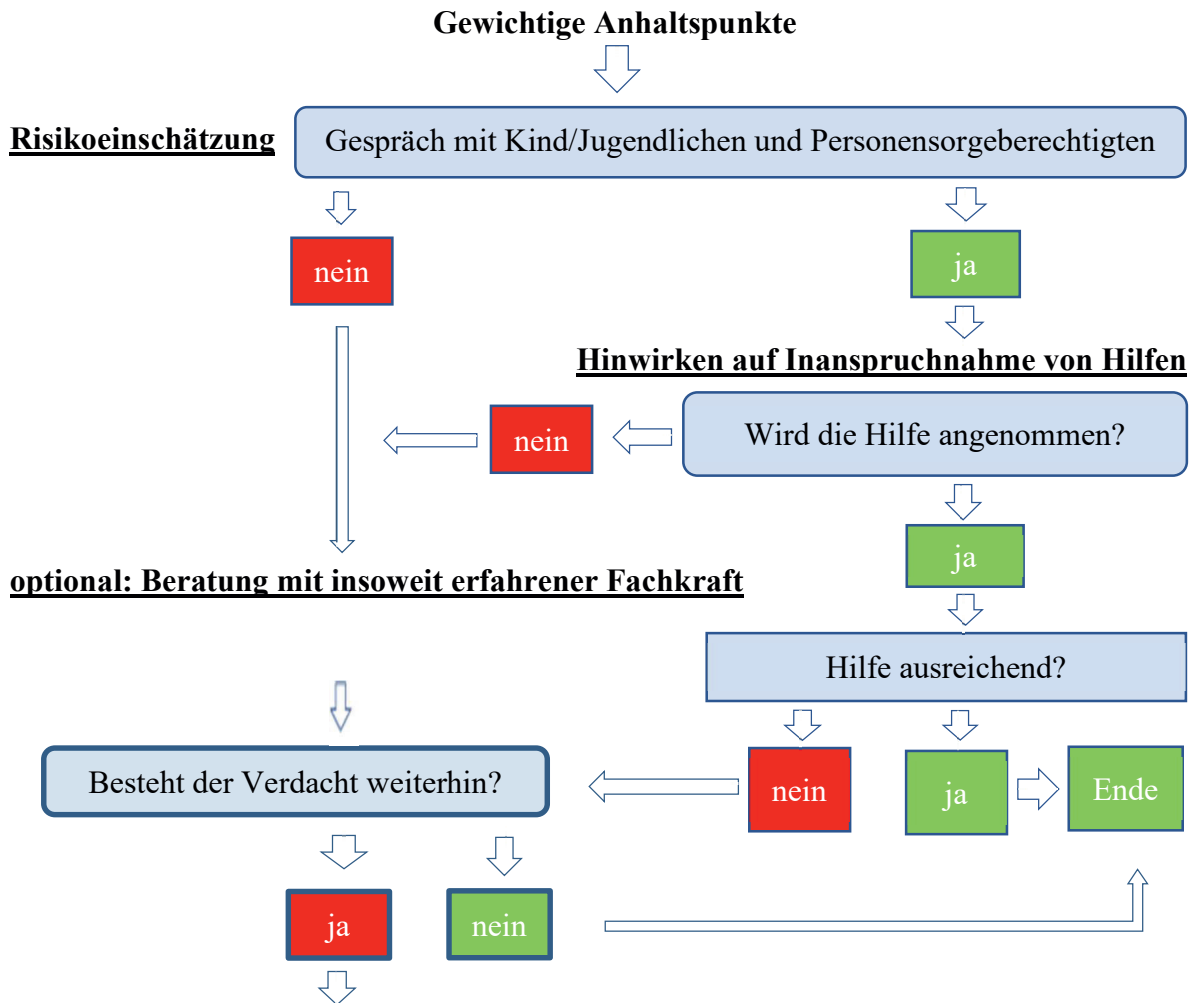 Gewichtige Anhaltspunkte
Risikoeinschätzung
Gespräch mit Kind/Jugendlichen und Personensorgeberechtigten
nein
ja
Hinwirken auf Inanspruchnahme von Hilfen
nein
Wird die Hilfe angenommen?
ja
optional: Beratung mit insoweit erfahrener Fachkraft
Hilfe ausreichend?
Besteht der Verdacht weiterhin?
nein
ja
Ende
ja
nein